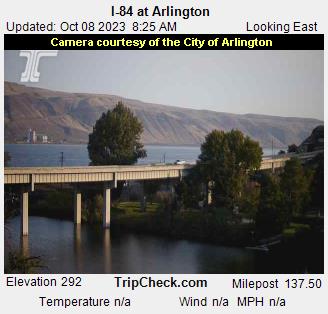 I-84 at Arlington
Updated: Oct 08 2023 8:25 AM Looking East
Camera courtesy of the City of Arlington
Elevation 292 TripCheck.com Milepost 137.50
Temperature n/a Wind n/a MPH n/a